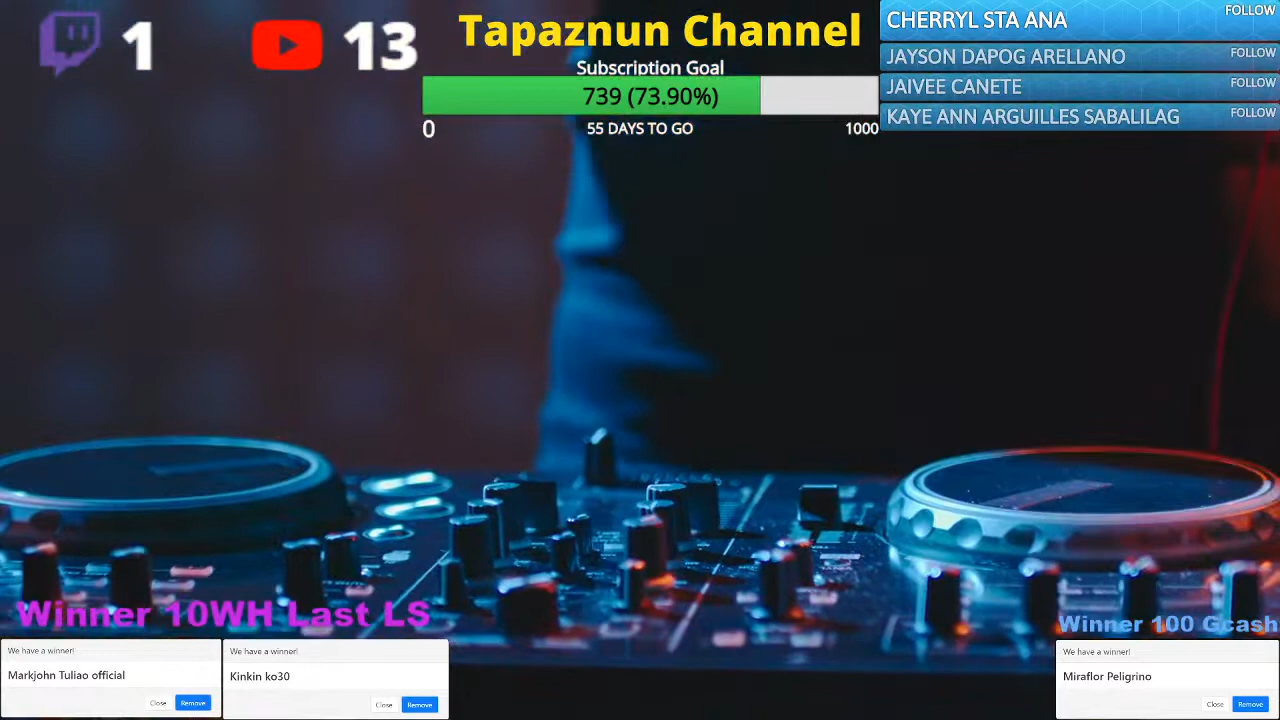 1
13
Tapaznun Channel
Subscription Goal
739 (73.90%)
0
55 DAYS TO GO
1000
CHERRYL STA ANA
FOLLOW
JAYSON DAPOG ARELLANO
FOLLOW
JAIVEE CANETE
FOLLOW
KAYE ANN ARGUILLES SABALILAG
FOLLOW
Winner 10WH Last LS
We have a winner!
Markjohn Tuliao official
Close
Remove
We have a winner!
Kinkin ko30
Close
Remove
Winner 100 Gcash
We have a winner!
Miraflor Peligrino
Close
Remove